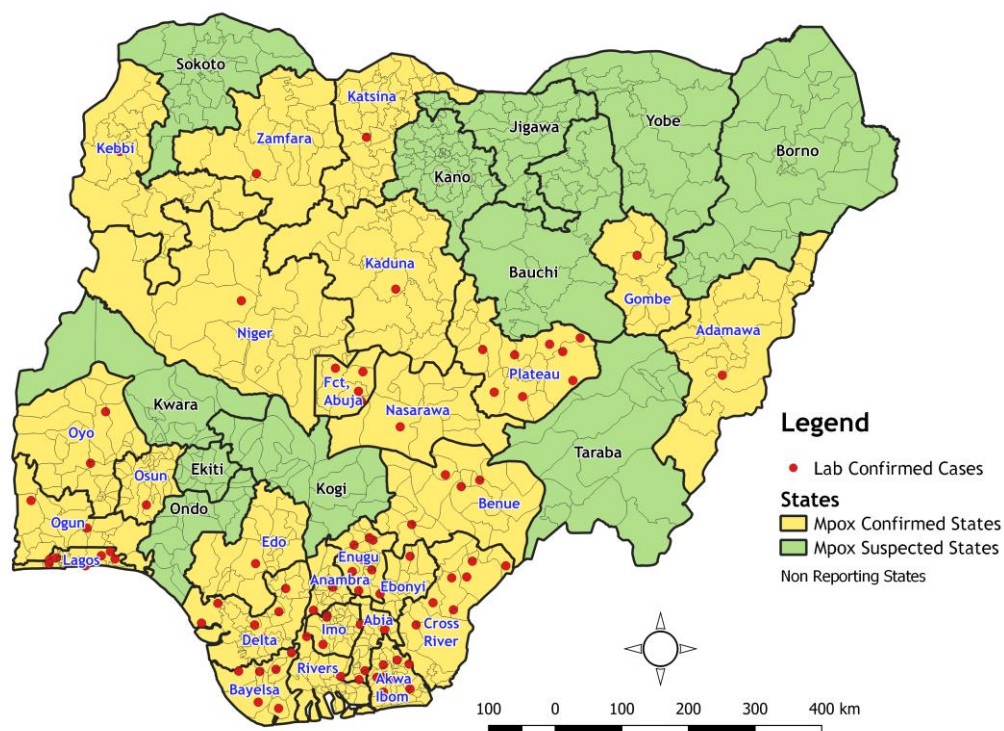 Sokoto
Katsina
Kebbi
Zamfara
Jigawa
Yobe
Borno
Kano
Kaduna
Bauchi
Gombe
Niger
Adamawa
Fct,
Abuja
Plateau
Nasarawa
Kwara
Oyo
Ekiti
Osun
Kogi
Taraba
Benue
Ondo
Ogun
Edo
Lagos
Enugu
Anambra
Ebonyi
Imo
Abia
Cross
River
Delta
Rivers
Bayelsa
Akwa
Ibom
Legend
Lab Confirmed Cases
States
Mpox Confirmed States
Mpox Suspected States
Non Reporting States
100 0 100 200 300 400 km